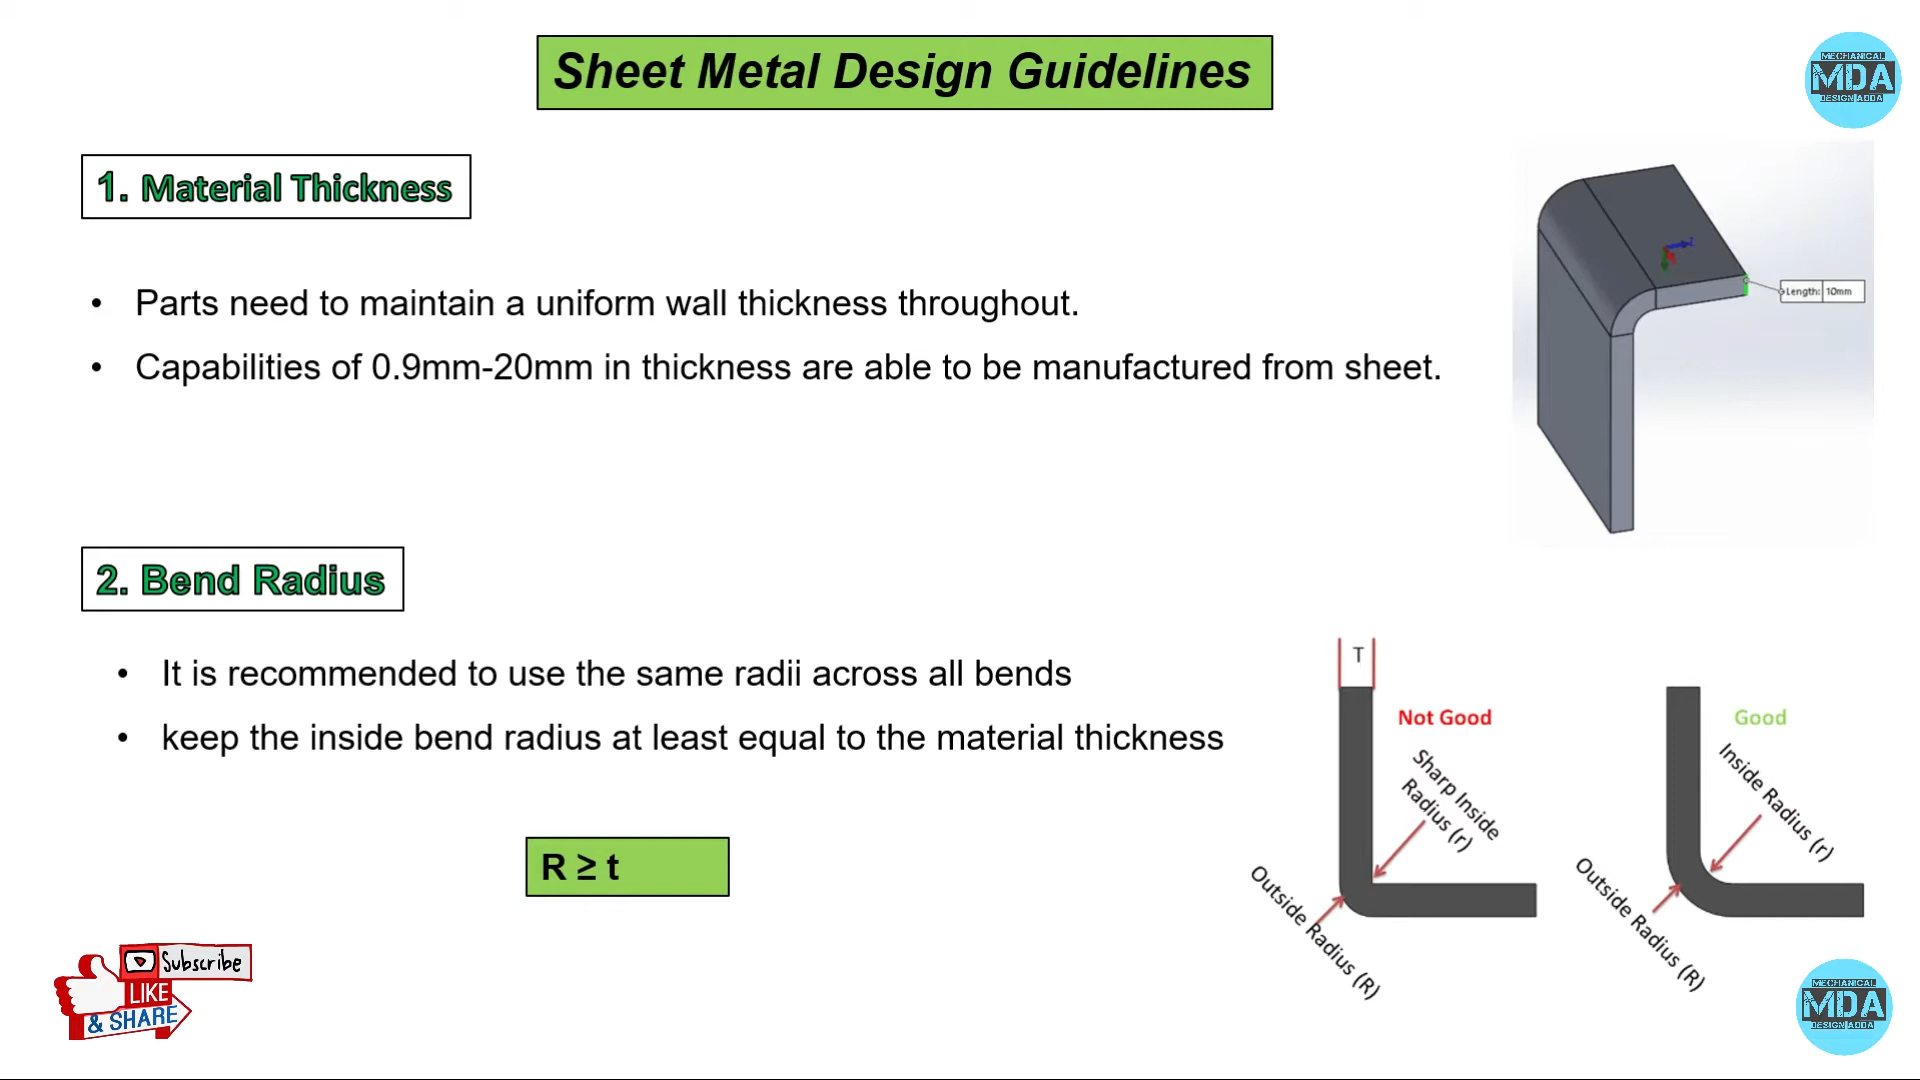 Sheet Metal Design Guidelines
MECHANICAL
MDA
DESIGN ADDA
1. Material Thickness
• Parts need to maintain a uniform wall thickness throughout.
• Capabilities of 0.9mm-20mm in thickness are able to be manufactured from sheet.
Z
Length: 10mm
2. Bend Radius
• It is recommended to use the same radii across all bends
• keep the inside bend radius at least equal to the material thickness
R ≥ t
T
Not Good
Sharp Inside
Radius (r)
Outside Radius (R)
Good
Inside Radius (r)
Outside Radius (R)
Subscribe
LIKE
& SHARE
MECHANICAL
MDA
DESIGN ADDA